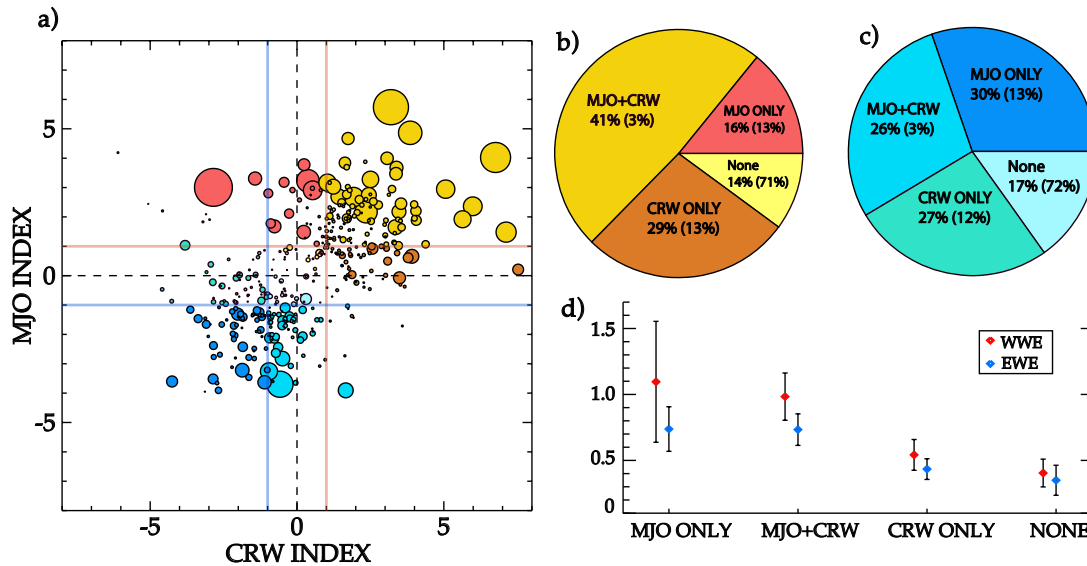 a)
MJO INDEX
5
0
-5
-5
0
5
CRW INDEX
b)
MJO+CRW
41% (3%)
MJO ONLY
16% (13%)
None
14% (71%)
CRW ONLY
29% (13%)
c)
MJO ONLY
30% (13%)
MJO+CRW
26% (3%)
None
17% (72%)
CRW ONLY
27% (12%)
d)
1.5
1.0
0.5
0
WWE
EWE
MJO ONLY
MJO+CRW
CRW ONLY
NONE